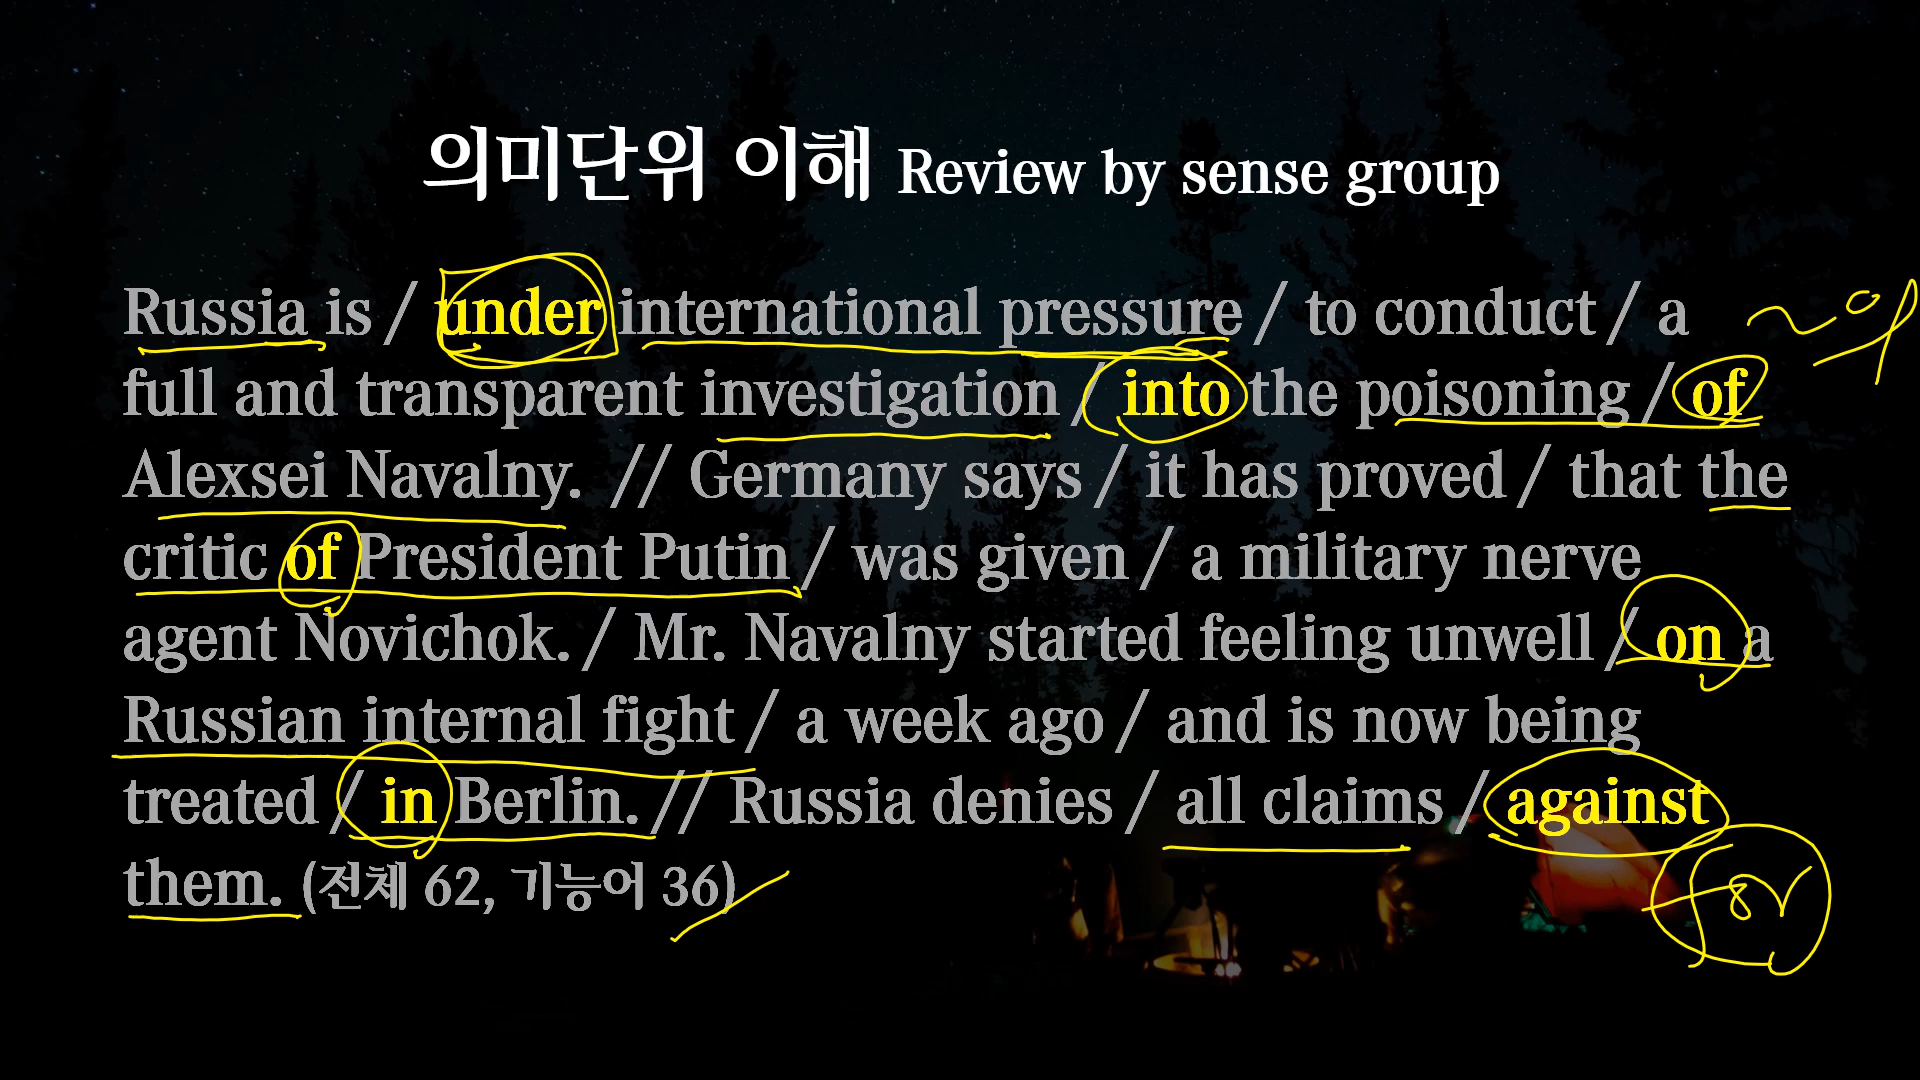 의미단위 이해 Review by sense group
Russia is / under international pressure / to conduct / a ~의
full and transparent investigation / into the poisoning / of
Alexsei Navalny. // Germany says / it has proved / that the
critic of President Putin / was given / a military nerve
agent Novichok. / Mr. Navalny started feeling unwell / on a
Russian internal fight / a week ago / and is now being
treated / in Berlin. // Russia denies / all claims / against
them. (전체 62, 기능어 36)
for